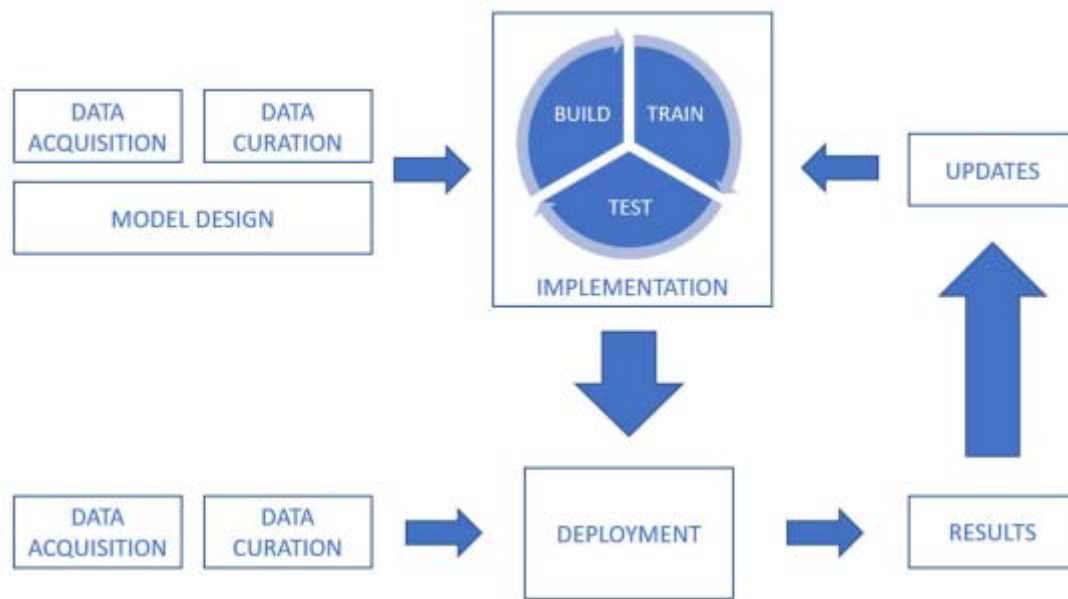 DATA
ACQUISITION
DATA
CURATION
MODEL DESIGN
BUILD
TRAIN
TEST
IMPLEMENTATION
UPDATES
DATA
ACQUISITION
DATA
CURATION
DEPLOYMENT
RESULTS